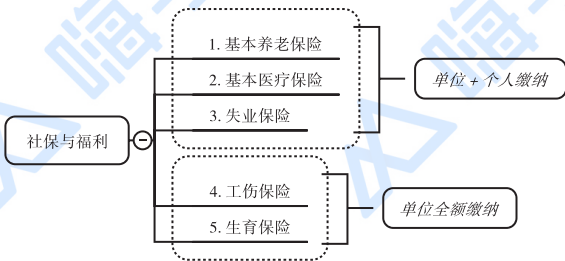 1. 基本养老保险
2. 基本医疗保险
单位 + 个人缴纳
3. 失业保险
社保与福利
4. 工伤保险
单位全额缴纳
5. 生育保险